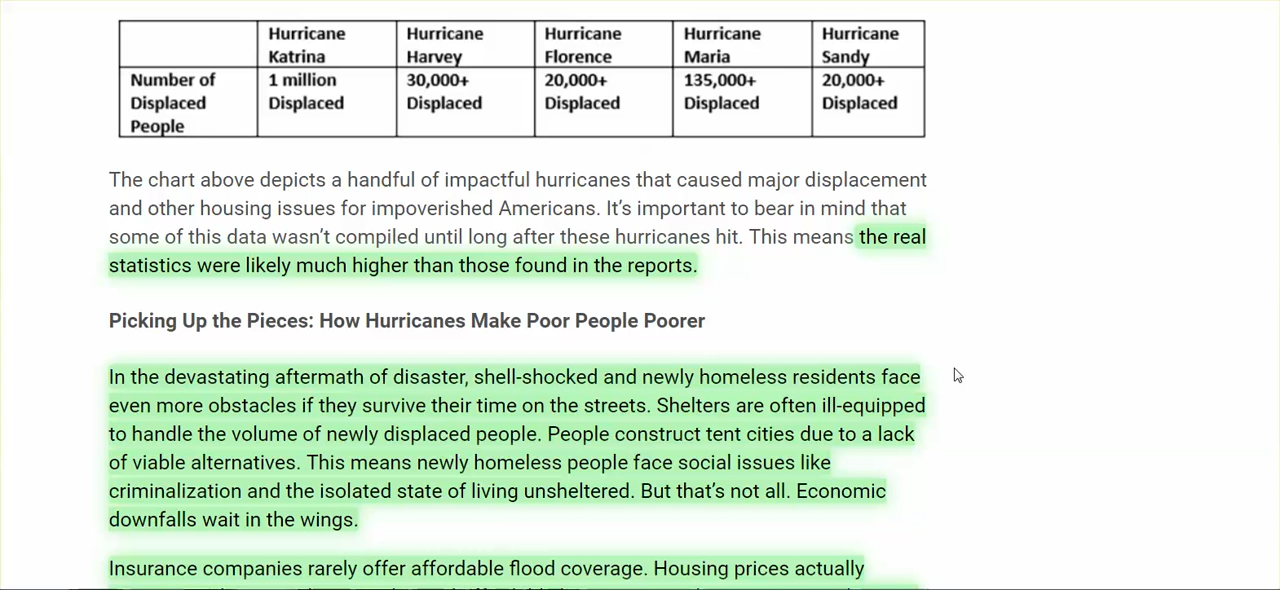 Hurricane Katrina Hurricane Harvey Hurricane Florence Hurricane Maria Hurricane Sandy
Number of Displaced People 1 million Displaced 30,000+ Displaced 20,000+ Displaced 135,000+ Displaced 20,000+ Displaced
The chart above depicts a handful of impactful hurricanes that caused major displacement
and other housing issues for impoverished Americans. It’s important to bear in mind that
some of this data wasn’t compiled until long after these hurricanes hit. This means the real
statistics were likely much higher than those found in the reports.
Picking Up the Pieces: How Hurricanes Make Poor People Poorer
In the devastating aftermath of disaster, shell-shocked and newly homeless residents face
even more obstacles if they survive their time on the streets. Shelters are often ill-equipped
to handle the volume of newly displaced people. People construct tent cities due to a lack
of viable alternatives. This means newly homeless people face social issues like
criminalization and the isolated state of living unsheltered. But that’s not all. Economic
downfalls wait in the wings.
Insurance companies rarely offer affordable flood coverage. Housing prices actually